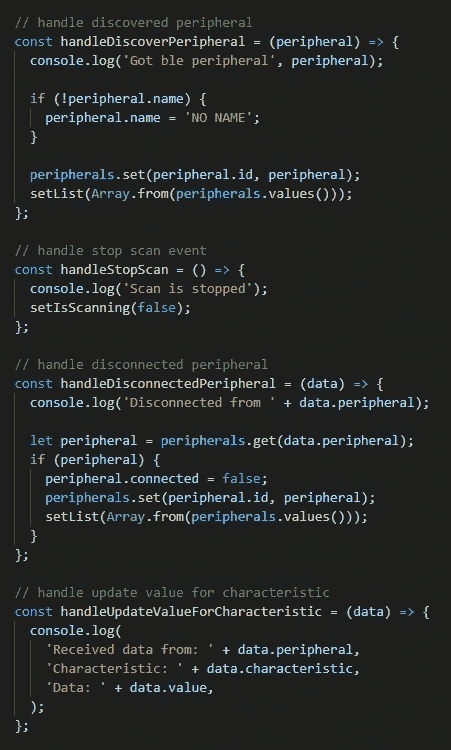 // handle discovered peripheral
const handleDiscoverPeripheral = (peripheral) => {
  console.log('Got ble peripheral', peripheral);

  if (!peripheral.name) {
    peripheral.name = 'NO NAME';
  }

  peripherals.set(peripheral.id, peripheral);
  setList(Array.from(peripherals.values()));
};

// handle stop scan event
const handleStopScan = () => {
  console.log('Scan is stopped');
  setIsScanning(false);
};

// handle disconnected peripheral
const handleDisconnectedPeripheral = (data) => {
  console.log('Disconnected from ' + data.peripheral);

  let peripheral = peripherals.get(data.peripheral);
  if (peripheral) {
    peripheral.connected = false;
    peripherals.set(peripheral.id, peripheral);
    setList(Array.from(peripherals.values()));
  }
};

// handle update value for characteristic
const handleUpdateValueForCharacteristic = (data) => {
  console.log(
    'Received data from: ' + data.peripheral,
    'Characteristic: ' + data.characteristic,
    'Data: ' + data.value,
  );
};